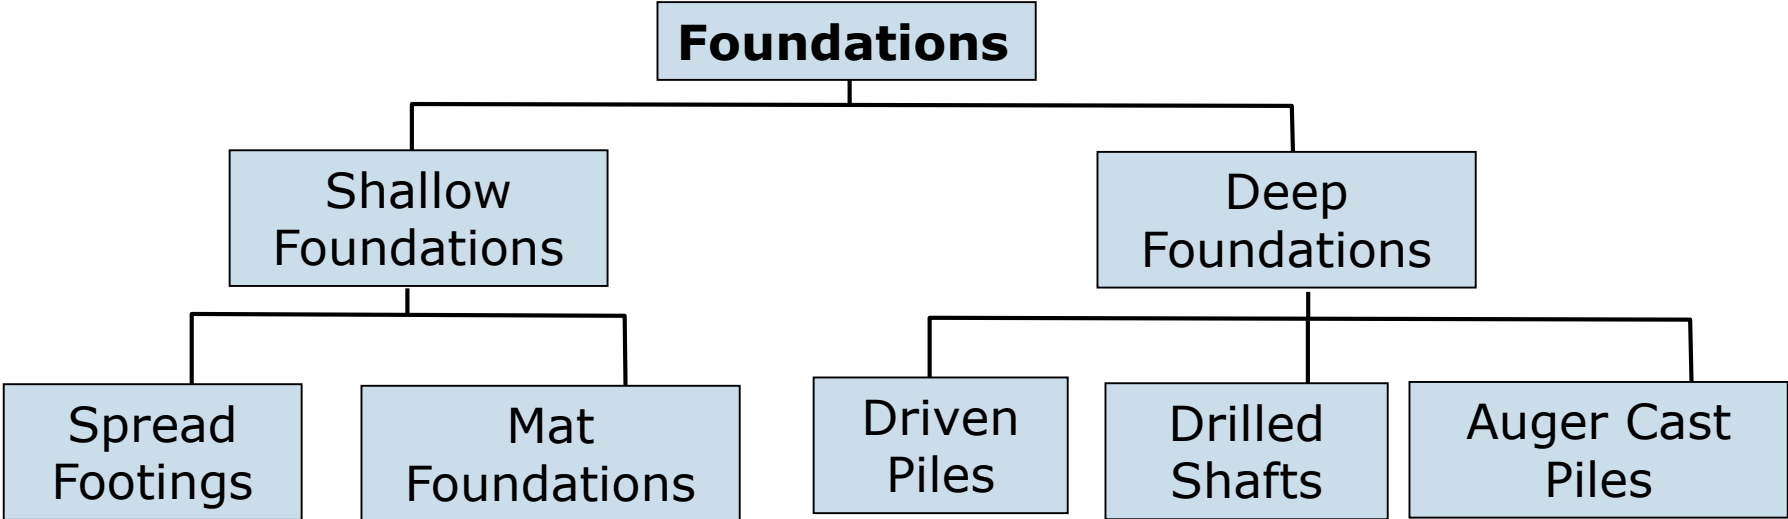 Foundations
Shallow
Foundations
Deep
Foundations
Spread
Footings
Mat
Foundations
Driven
Piles
Drilled
Shafts
Auger Cast
Piles